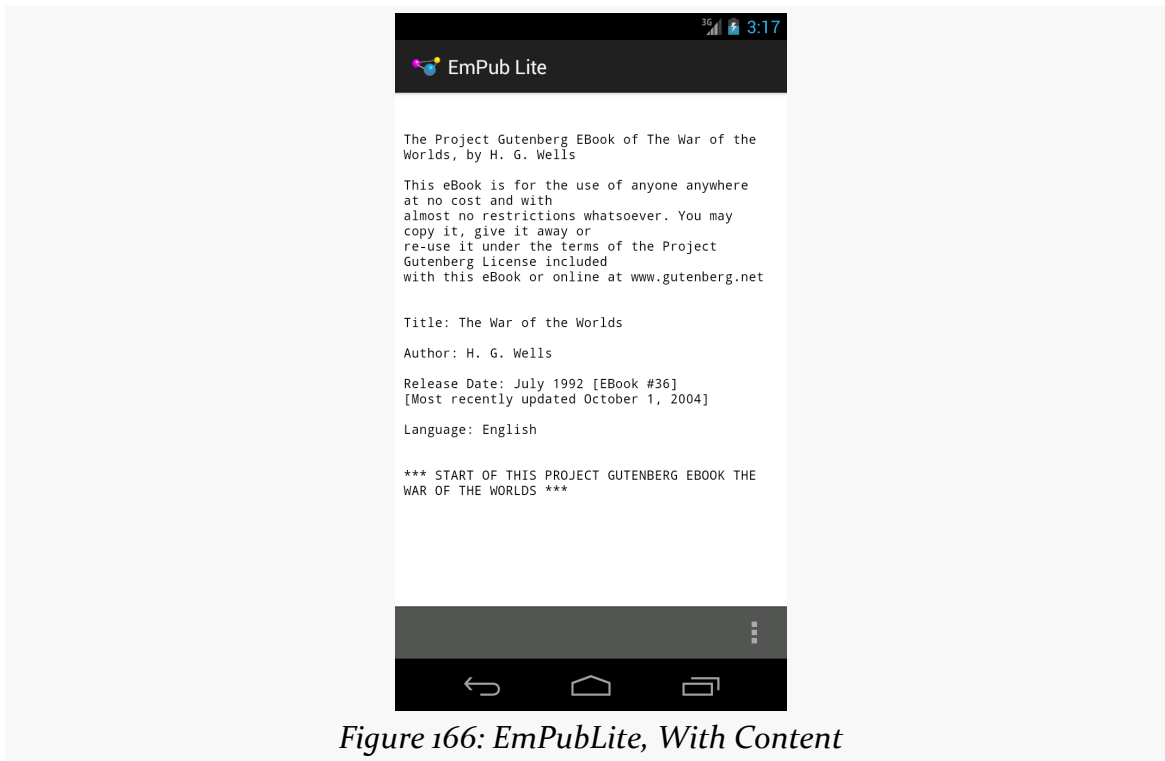 3G 3:17
EmPub Lite
The Project Gutenberg EBook of The War of the
Worlds, by H. G. Wells
This eBook is for the use of anyone anywhere
at no cost and with
almost no restrictions whatsoever. You may
copy it, give it away or
re-use it under the terms of the Project
Gutenberg License included
with this eBook or online at www.gutenberg.net
Title: The War of the Worlds
Author: H. G. Wells
Release Date: July 1992 [EBook #36]
[Most recently updated October 1, 2004]
Language: English
*** START OF THIS PROJECT GUTENBERG EBOOK THE
WAR OF THE WORLDS ***
Figure 166: EmPubLite, With Content